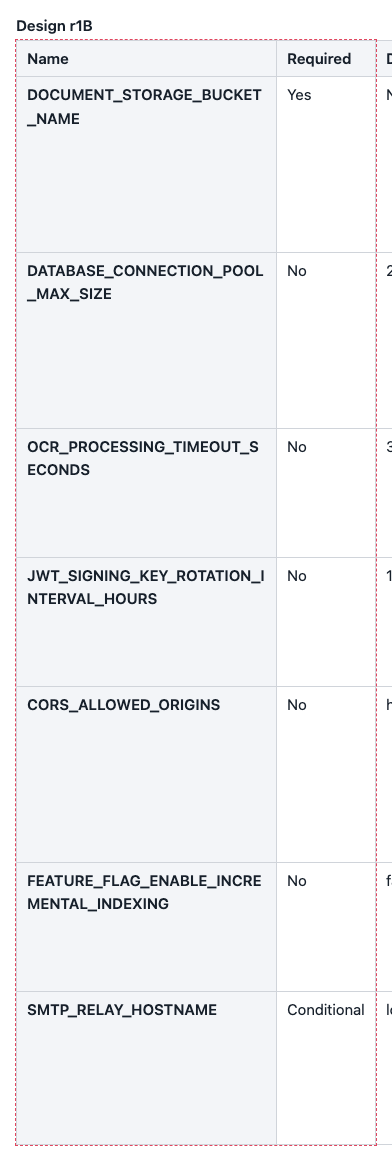 Design r1B
Name Required
DOCUMENT_STORAGE_BUCKET Yes
_NAME
DATABASE_CONNECTION_POOL No 2
_MAX_SIZE
OCR_PROCESSING_TIMEOUT_S No 3
ECONDS
JWT_SIGNING_KEY_ROTATION_I No 1
NTERVAL_HOURS
CORS_ALLOWED_ORIGINS No h
FEATURE_FLAG_ENABLE_INCRE No f
MENTAL_INDEXING
SMTP_RELAY_HOSTNAME Conditional l